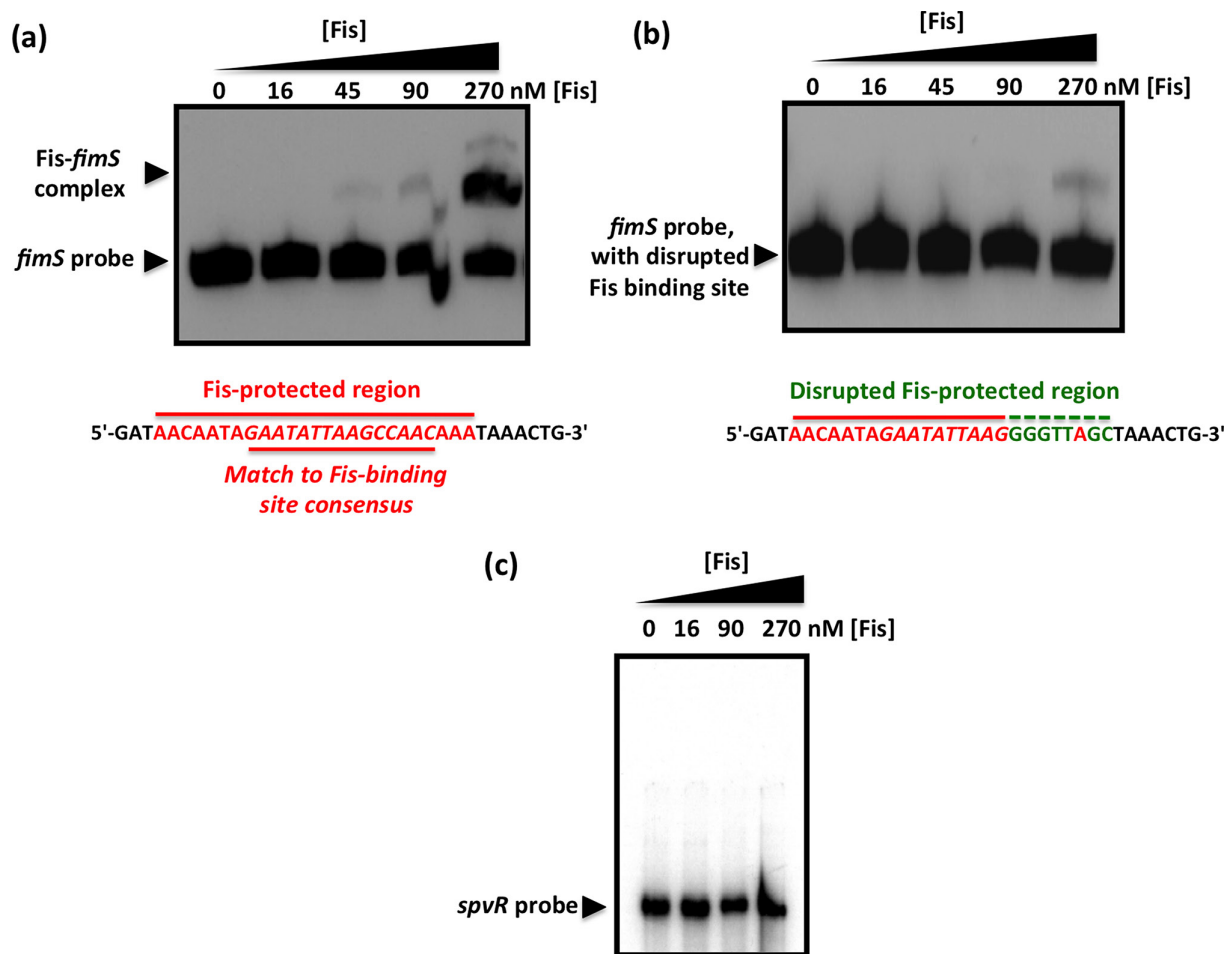 (a)
[Fis]
0 16 45 90 270 nM [Fis]
Fis-fimS
complex
fimS probe
Fis-protected region
5'-GATAACAATAGAATATTAAGCCAACAAATAAACTG-3'
Match to Fis-binding
site consensus
(b)
[Fis]
0 16 45 90 270 nM [Fis]
fimS probe,
with disrupted
Fis binding site
Disrupted Fis-protected region
5'-GATAACAATAGAATATTAAGGGGTTAGCTAAACTG-3'
(c)
[Fis]
0 16 90 270 nM [Fis]
spvR probe